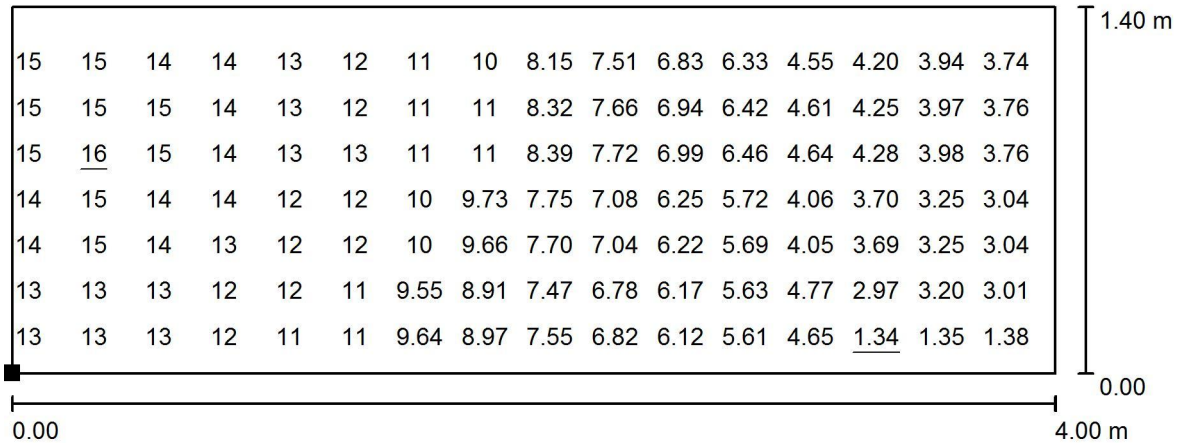 1.40 m
15 15 14 14 13 12 11 10 8.15 7.51 6.83 6.33 4.55 4.20 3.94 3.74
15 15 15 14 13 12 11 11 8.32 7.66 6.94 6.42 4.61 4.25 3.97 3.76
15 16 15 14 13 13 11 11 8.39 7.72 6.99 6.46 4.64 4.28 3.98 3.76
14 15 14 14 12 12 10 9.73 7.75 7.08 6.25 5.72 4.06 3.70 3.25 3.04
14 15 14 13 12 12 10 9.66 7.70 7.04 6.22 5.69 4.05 3.69 3.25 3.04
13 13 13 12 12 11 9.55 8.91 7.47 6.78 6.17 5.63 4.77 2.97 3.20 3.01
13 13 13 12 11 11 9.64 8.97 7.55 6.82 6.12 5.61 4.65 1.34 1.35 1.38
0.00
0.00 4.00 m